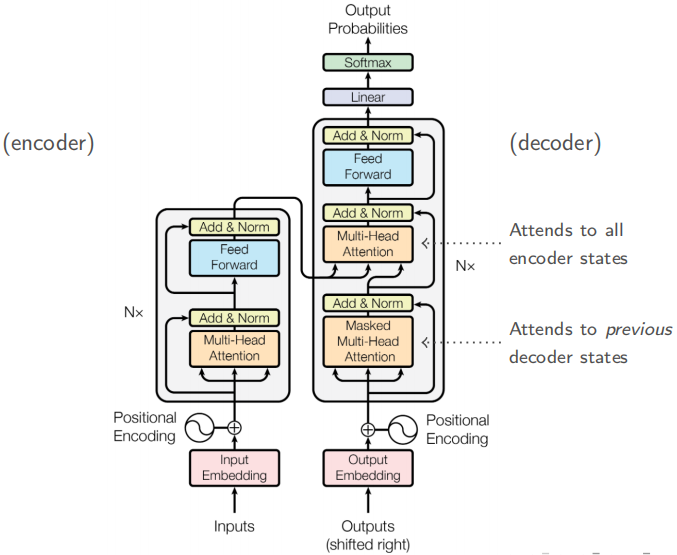 Output
Probabilities
Softmax
Linear
(encoder)
(decoder)
Add & Norm
Feed
Forward
Add & Norm
Multi-Head
Attention
Attends to all
encoder states
N×
Add & Norm
Masked
Multi-Head
Attention
Attends to previous
decoder states
Add & Norm
Feed
Forward
N×
Add & Norm
Multi-Head
Attention
Positional
Encoding
Positional
Encoding
Input
Embedding
Output
Embedding
Inputs
Outputs
(shifted right)